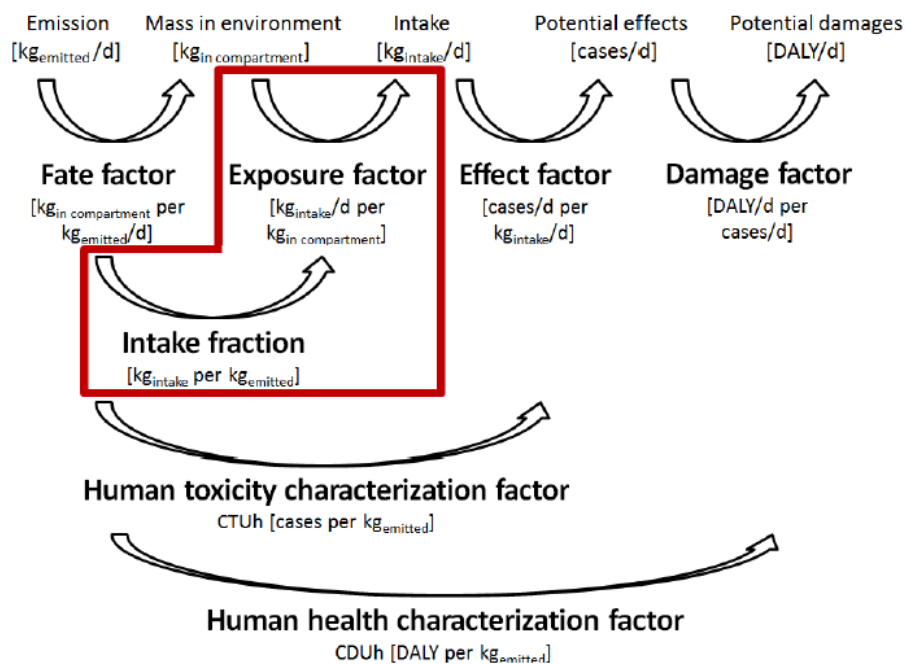 Emission Mass in environment Intake Potential effects Potential damages
[kgemitted/d] [kgin compartment] [kgintake/d] [cases/d] [DALY/d]
Fate factor Exposure factor Effect factor Damage factor
[kgin compartment per [kgintake/d per [cases/d per [DALY/d per
kgemitted/d] kgin compartment] kgintake/d] cases/d]
Intake fraction
[kgintake per kgemitted]
Human toxicity characterization factor
CTUh [cases per kgemitted]
Human health characterization factor
CDUh [DALY per kgemitted]